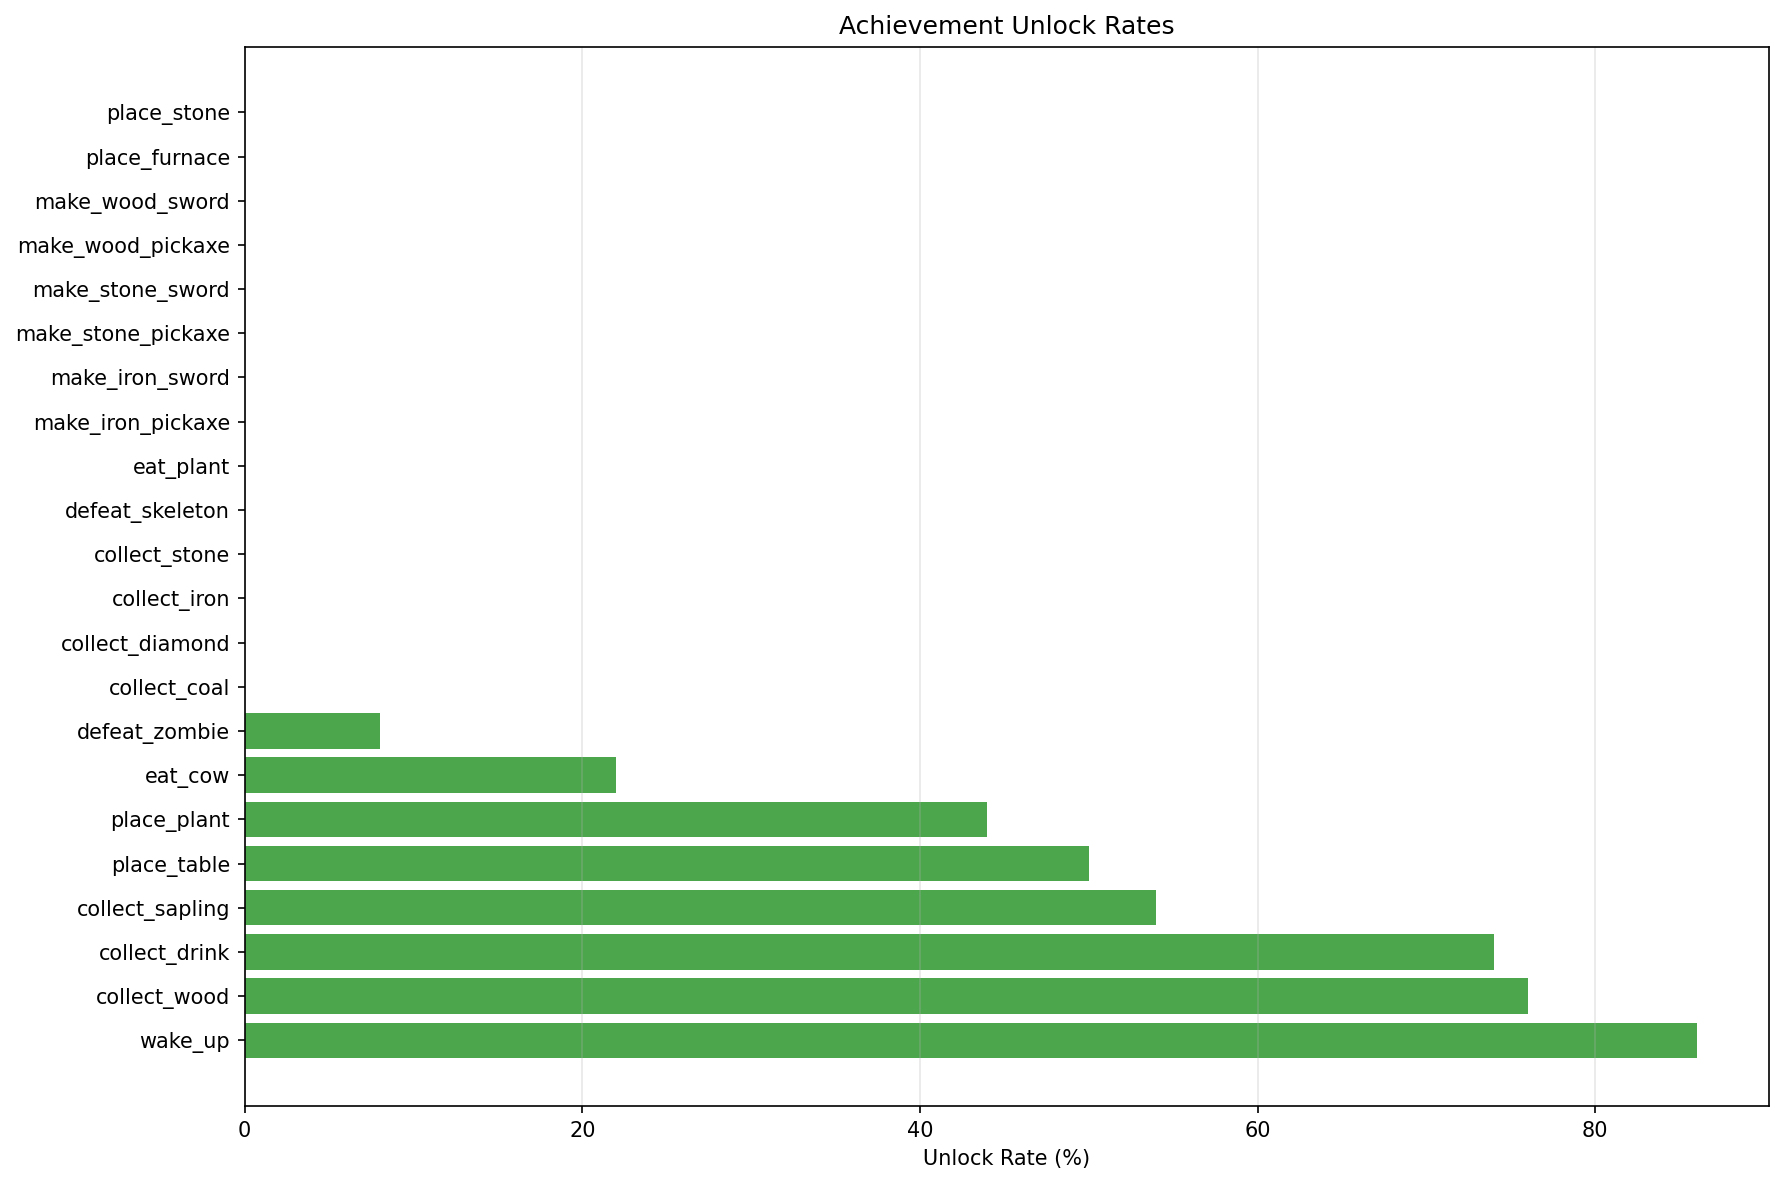 Achievement Unlock Rates
place_stone
place_furnace
make_wood_sword
make_wood_pickaxe
make_stone_sword
make_stone_pickaxe
make_iron_sword
make_iron_pickaxe
eat_plant
defeat_skeleton
collect_stone
collect_iron
collect_diamond
collect_coal
defeat_zombie
eat_cow
place_plant
place_table
collect_sapling
collect_drink
collect_wood
wake_up
0 20 40 60 80
Unlock Rate (%)